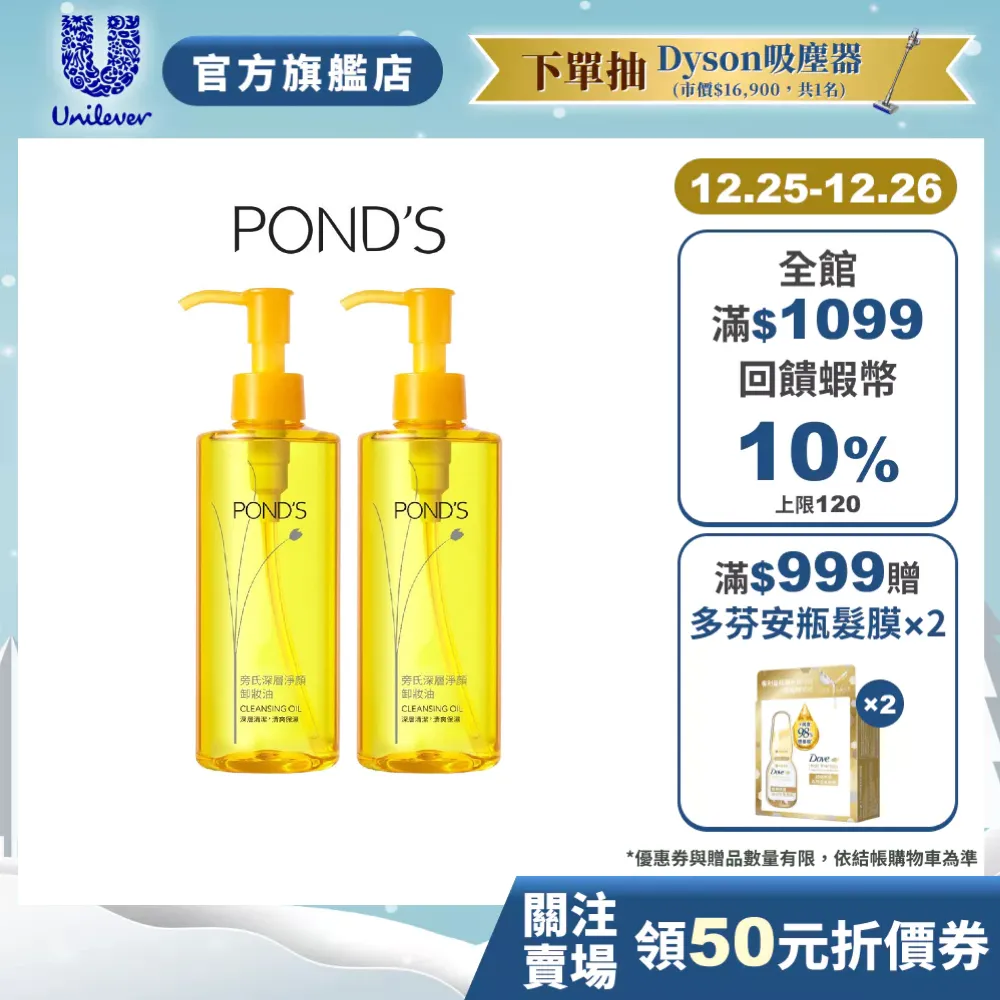 Unilever
官方旗艦店
下單抽 Dyson吸塵器
(市價$16,900，共1名)
POND'S
12.25-12.26
全館
滿$1099
回饋蝦幣
10%
上限120
POND'S
旁氏深層淨顏
卸妝油
CLEANSING OIL
深層清潔，清爽保濕
POND'S
旁氏深層淨顏
卸妝油
CLEANSING OIL
深層清潔，清爽保濕
滿$999贈
多芬安瓶髮膜×2
×2
98%
Dove
Dove
*優惠券與贈品數量有限，依結帳購物車為準
關注
賣場
領50元折價券